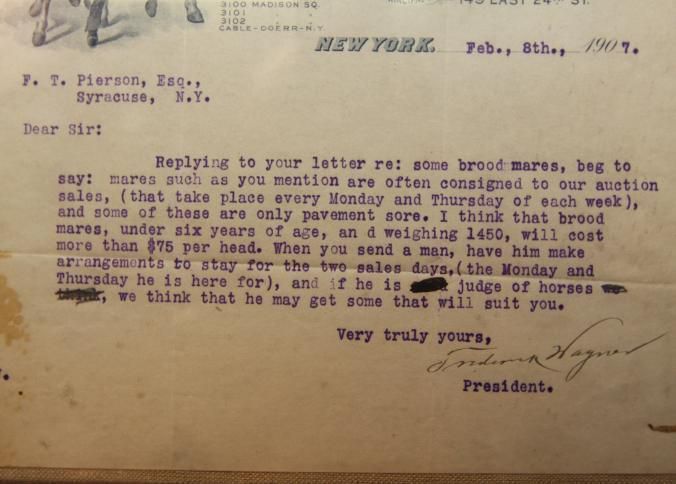 3100 MADISON SQ.
3101
3102
CABLE-DOERR-N.Y.
EAST 24TH ST.
NEW YORK. Feb., 8th., 1907.
F. T. Pierson, Esq.,
Syracuse, N.Y.
Dear Sir:
Replying to your letter re: some brood mares, beg to
say: mares such as you mention are often consigned to our auction
sales, (that take place every Monday and Thursday of each week),
and some of these are only pavement sore. I think that brood
mares, under six years of age, an d weighing 1450, will cost
more than $75 per head. When you send a man, have him make
arrangements to stay for the two sales days,(the Monday and
Thursday he is here for), and if he is judge of horses
, we think that he may get some that will suit you.
Very truly yours,
Frederick Wagner
President.